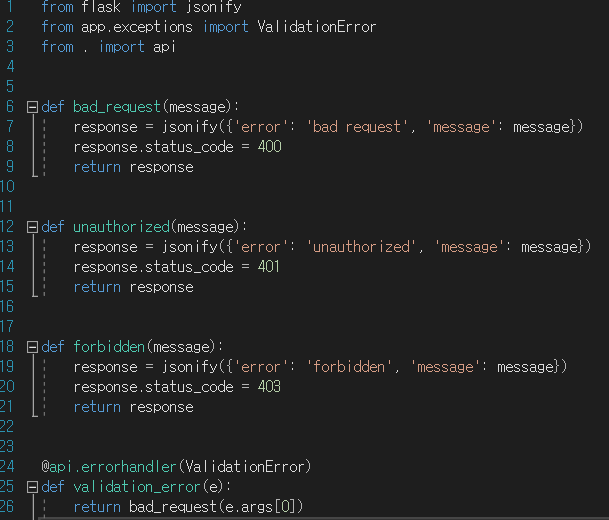 1 from flask import jsonify
2 from app.exceptions import ValidationError
3 from . import api
4
5
6 def bad_request(message):
7     response = jsonify({'error': 'bad request', 'message': message})
8     response.status_code = 400
9     return response
10
11
12 def unauthorized(message):
13     response = jsonify({'error': 'unauthorized', 'message': message})
14     response.status_code = 401
15     return response
16
17
18 def forbidden(message):
19     response = jsonify({'error': 'forbidden', 'message': message})
20     response.status_code = 403
21     return response
22
23
24 @api.errorhandler(ValidationError)
25 def validation_error(e):
26     return bad_request(e.args[0])